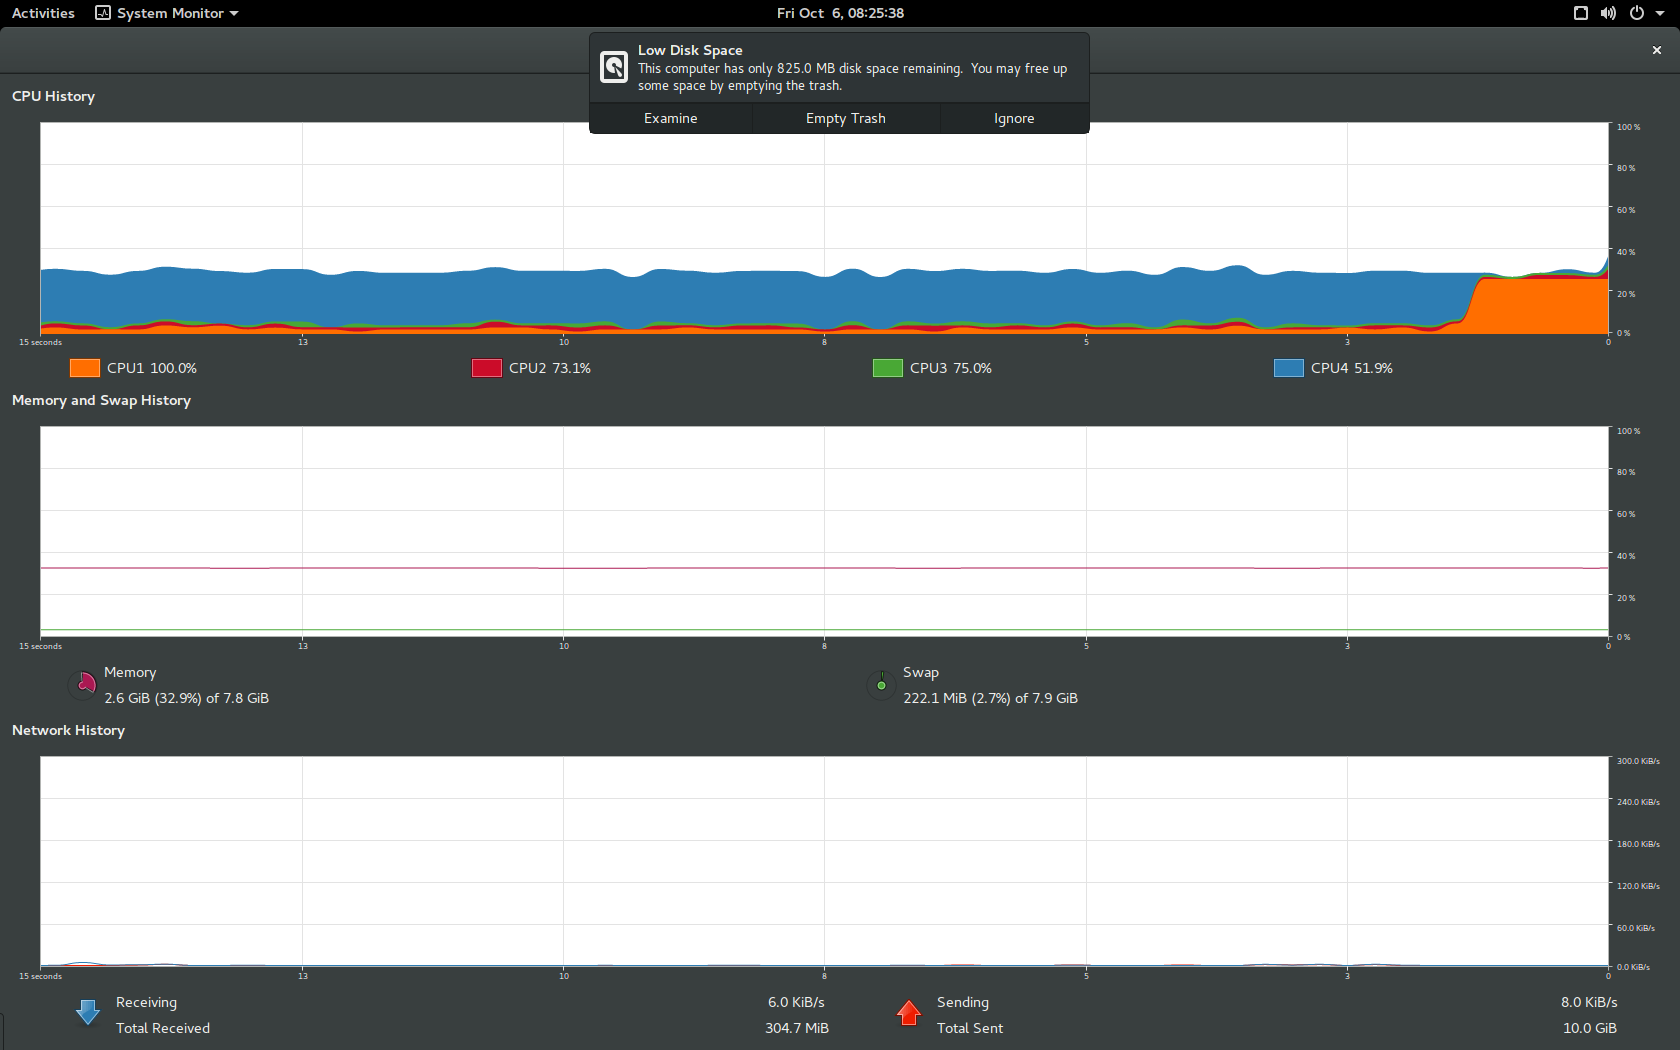 Activities System Monitor Fri Oct 6, 08:25:38
Low Disk Space
This computer has only 825.0 MB disk space remaining. You may free up
some space by emptying the trash.
Examine Empty Trash Ignore
CPU History
100 %
80 %
60 %
40 %
20 %
0 %
15 seconds 13 10 8 5 3 0
CPU1 100.0% CPU2 73.1% CPU3 75.0% CPU4 51.9%
Memory and Swap History
100 %
80 %
60 %
40 %
20 %
0 %
15 seconds 13 10 8 5 3 0
Memory Swap
2.6 GiB (32.9%) of 7.8 GiB 222.1 MiB (2.7%) of 7.9 GiB
Network History
300.0 KiB/s
240.0 KiB/s
180.0 KiB/s
120.0 KiB/s
60.0 KiB/s
0.0 KiB/s
15 seconds 13 10 8 5 3 0
Receiving 6.0 KiB/s Sending 8.0 KiB/s
Total Received 304.7 MiB Total Sent 10.0 GiB